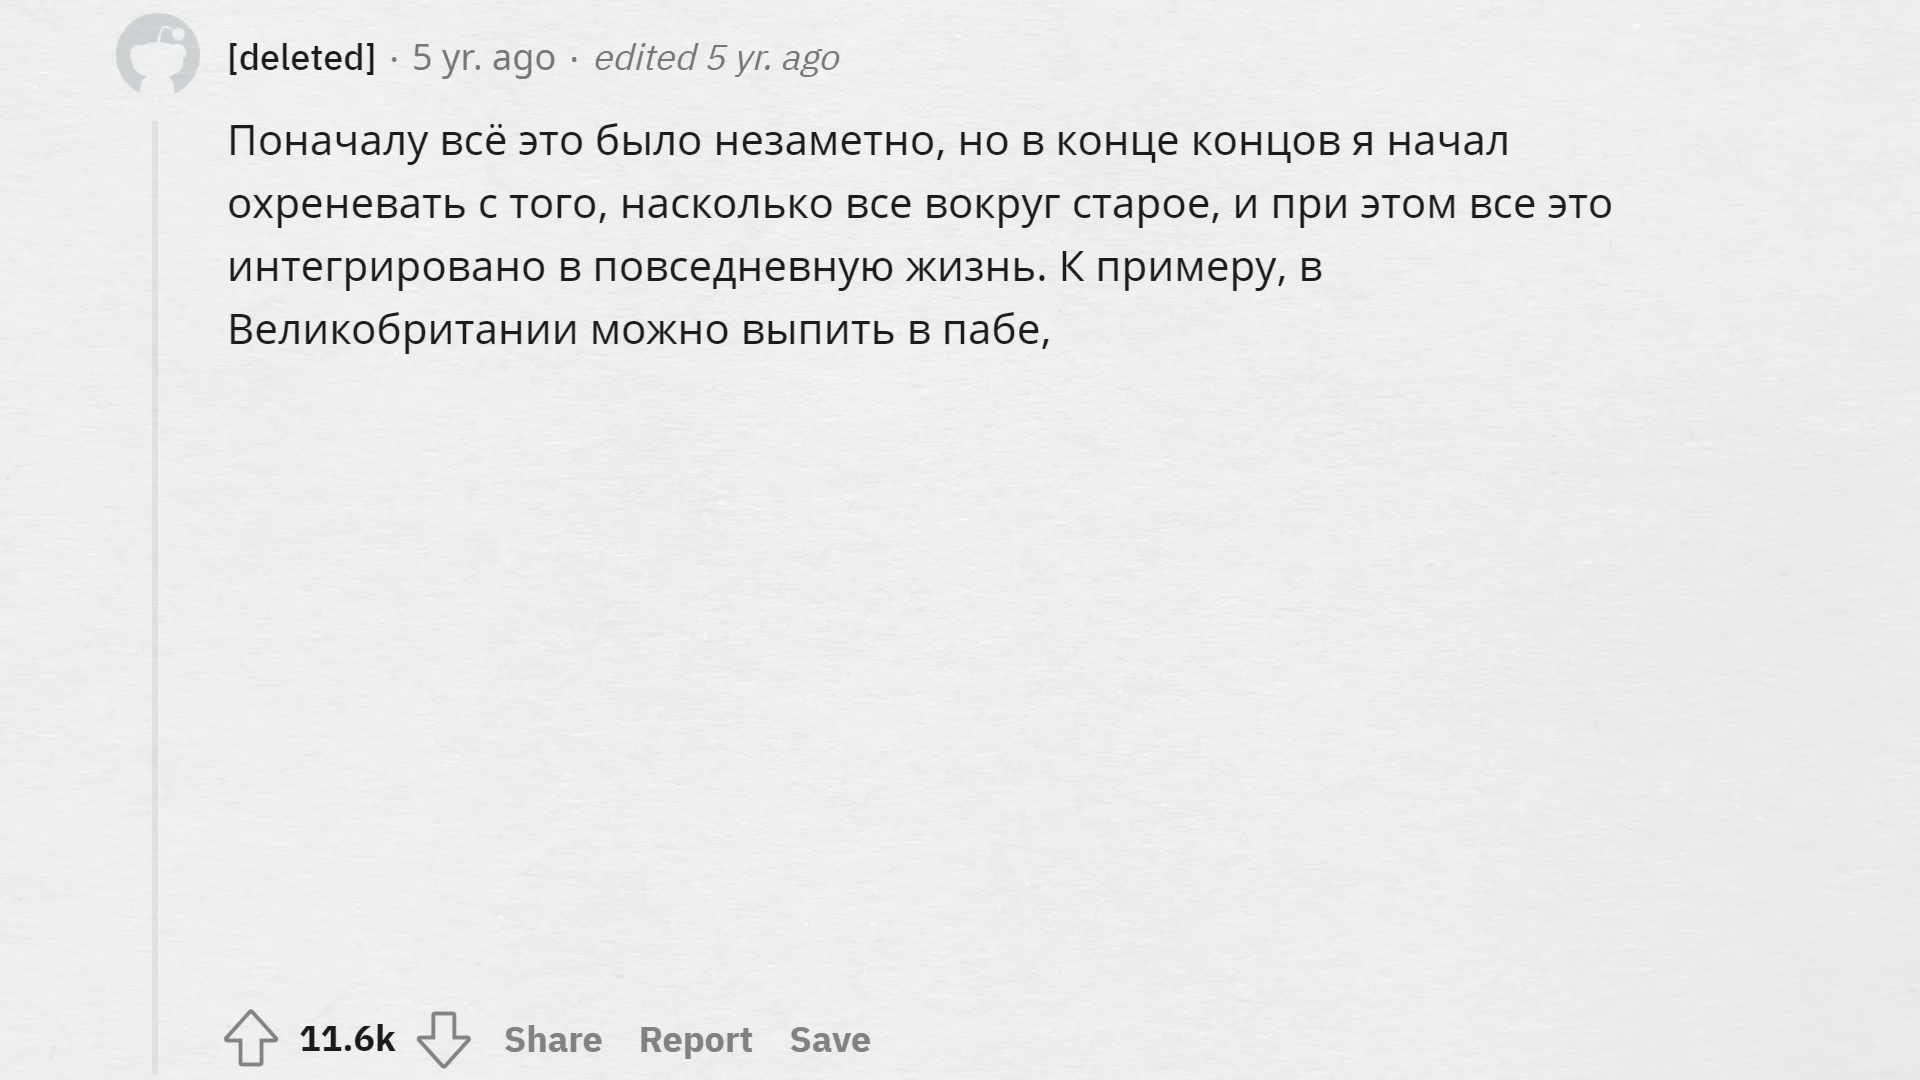 [deleted] · 5 yr. ago · edited 5 yr. ago
Поначалу всё это было незаметно, но в конце концов я начал
охреневать с того, насколько все вокруг старое, и при этом все это
интегрировано в повседневную жизнь. К примеру, в
Великобритании можно выпить в пабе,
11.6k Share Report Save